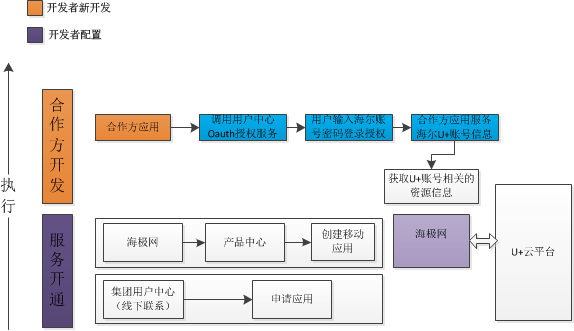 开发者新开发
开发者配置
执行
合作方开发
合作方应用
调用用户中心
Oauth授权服务
用户输入海尔账
号密码登录授权
合作方应用服务
海尔U+账号信息
获取U+账号相关的
资源信息
服务开通
海极网
产品中心
创建移动
应用
海极网
U+云平台
集团用户中心
(线下联系)
申请应用